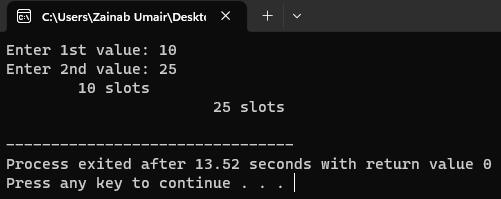 C:\Users\Zainab Umair\Deskto
Enter 1st value: 10
Enter 2nd value: 25
        10 slots
                       25 slots
--------------------------------
Process exited after 13.52 seconds with return value 0
Press any key to continue . . .